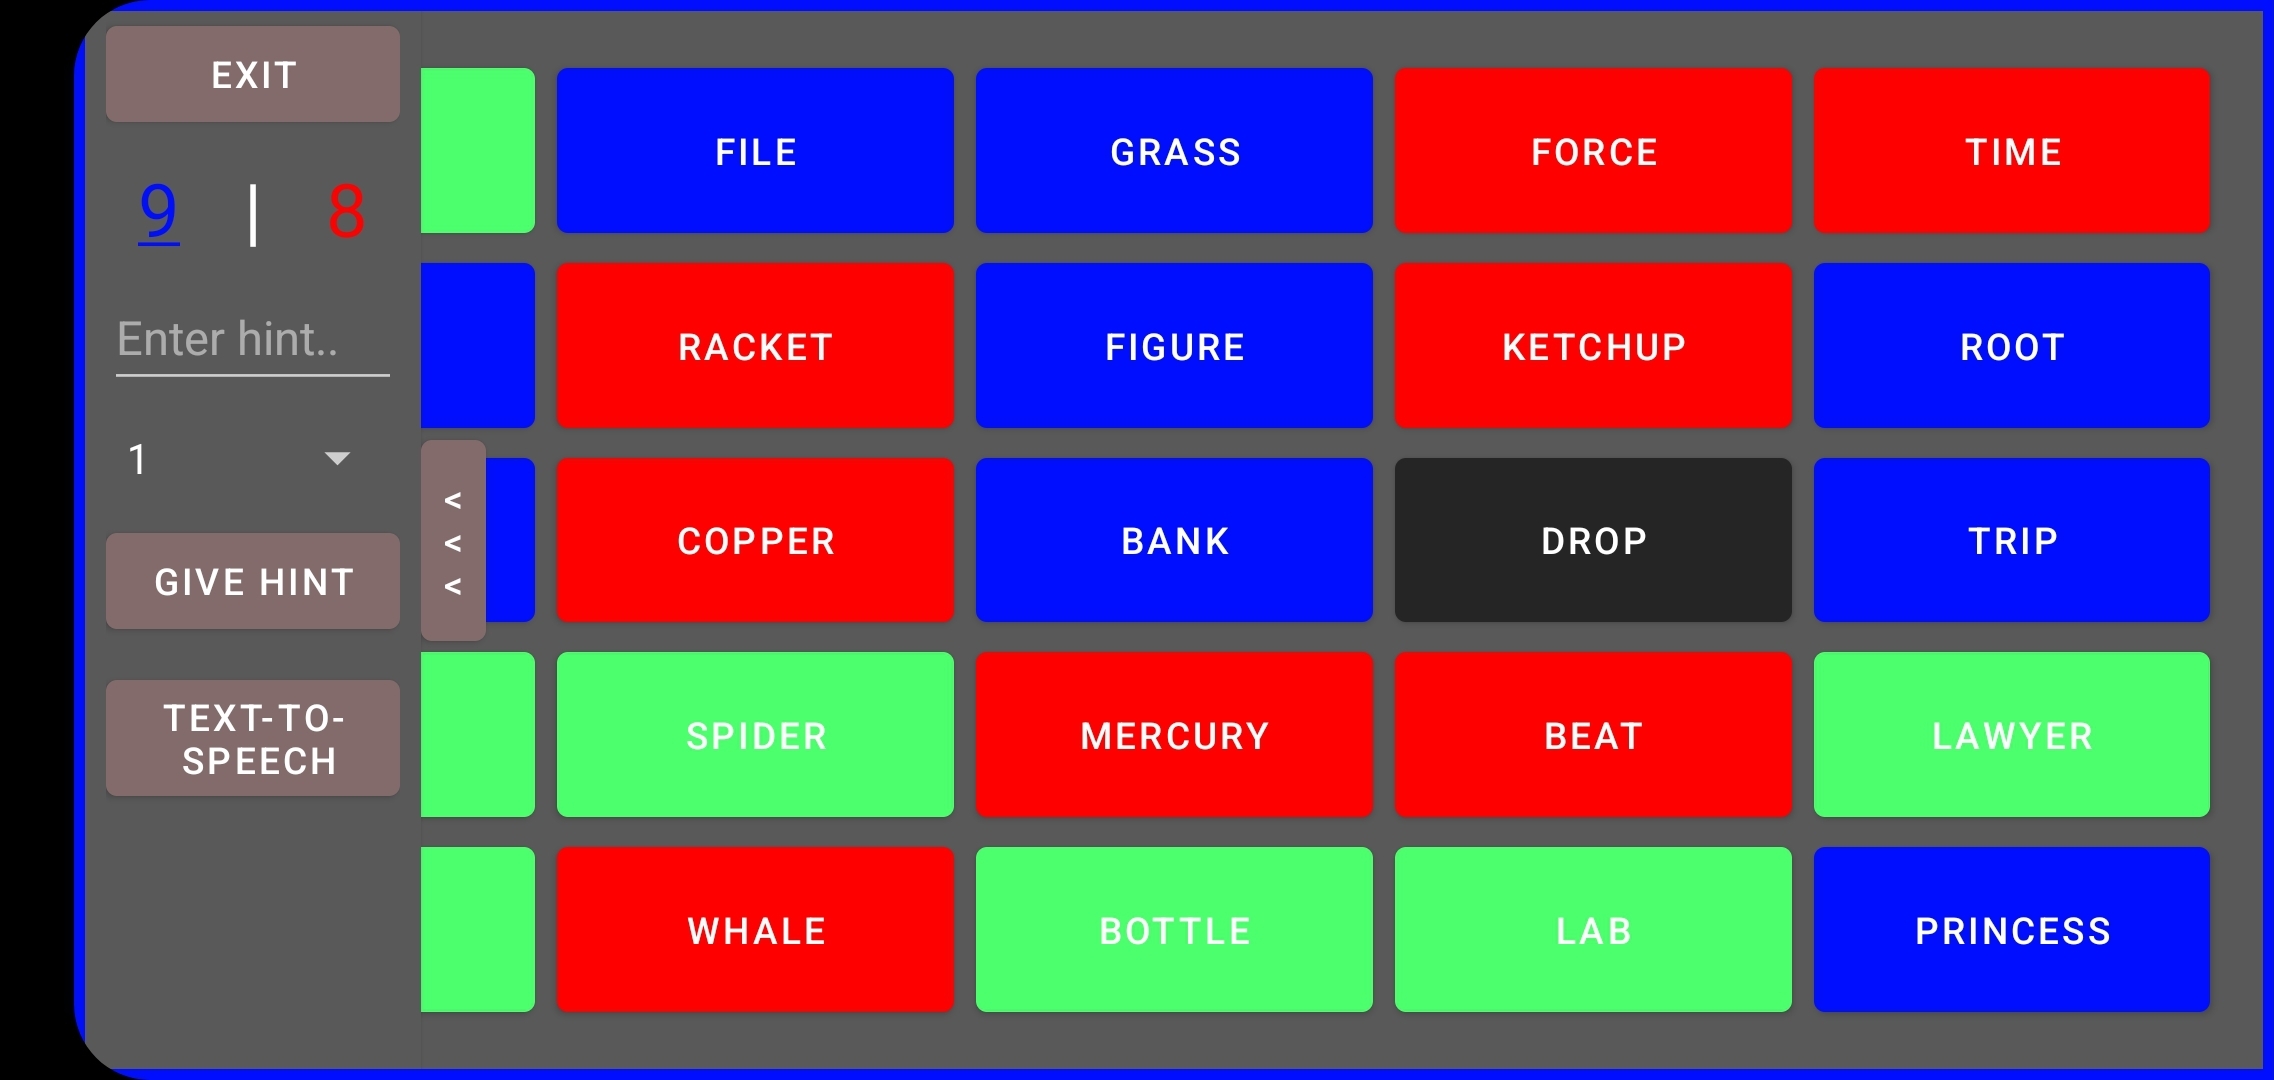 EXIT
9 | 8
Enter hint..
1
GIVE HINT
TEXT-TO-
SPEECH
<
<
<
FILE GRASS FORCE TIME
RACKET FIGURE KETCHUP ROOT
COPPER BANK DROP TRIP
SPIDER MERCURY BEAT LAWYER
WHALE BOTTLE LAB PRINCESS